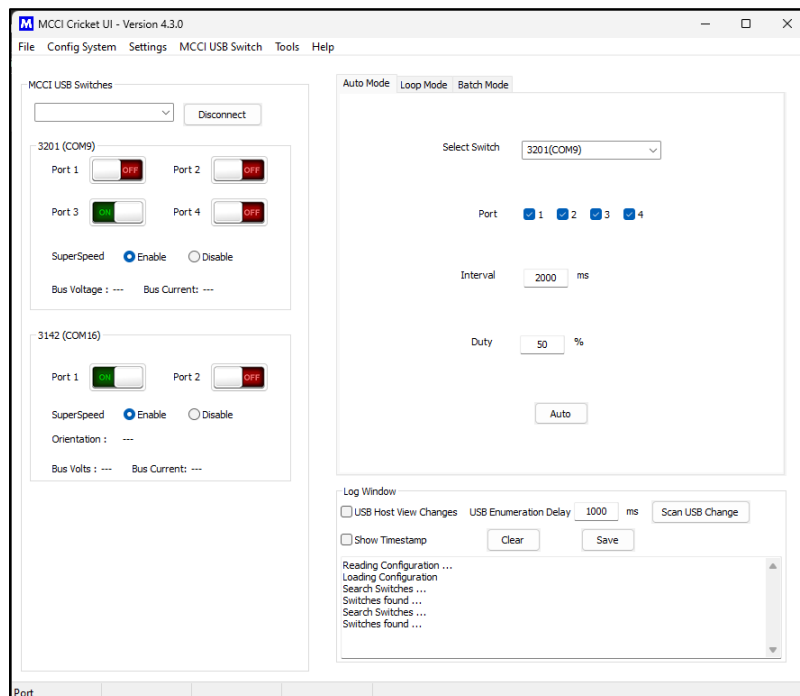 M MCCI Cricket UI - Version 4.3.0
File Config System Settings MCCI USB Switch Tools Help
MCCI USB Switches
Disconnect
3201 (COM9)
Port 1 OFF Port 2 OFF
Port 3 ON Port 4 OFF
SuperSpeed Enable Disable
Bus Voltage : --- Bus Current: ---
3142 (COM16)
Port 1 ON Port 2 OFF
SuperSpeed Enable Disable
Orientation : ---
Bus Volts : --- Bus Current: ---
Auto Mode Loop Mode Batch Mode
Select Switch 3201(COM9)
Port 1 2 3 4
Interval 2000 ms
Duty 50 %
Auto
Log Window
USB Host View Changes USB Enumeration Delay 1000 ms Scan USB Change
Show Timestamp Clear Save
Reading Configuration ...
Loading Configuration
Search Switches ...
Switches found ...
Search Switches ...
Switches found ...
Port